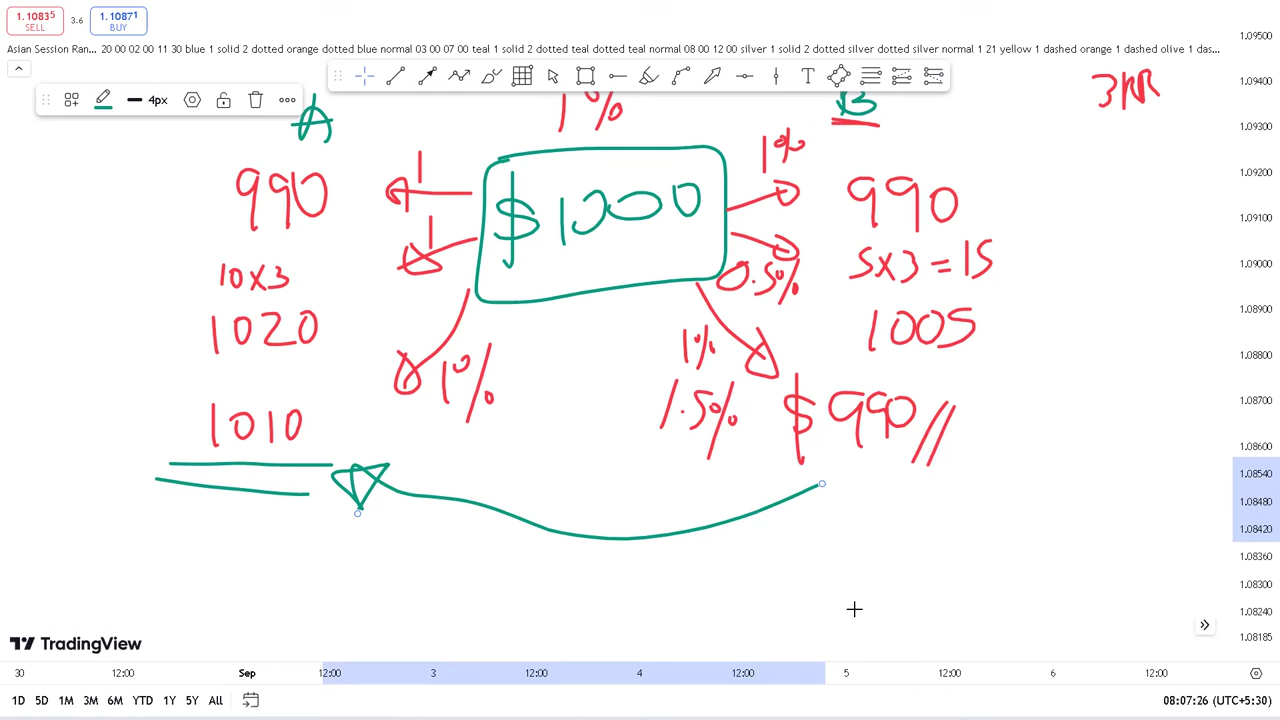 1.10835
SELL
3.6
1.10871
BUY
Asian Session Ran... 20 00 02 00 11 30 blue 1 solid 2 dotted orange dotted blue normal 03 00 07 00 teal 1 solid 2 dotted teal dotted teal normal 08 00 12 00 silver 1 solid 2 dotted silver dotted silver normal 1 21 yellow 1 dashed orange 1 dashed olive 1 das...
4px
T
A
1%
B
3RR
990
1
$1000
1%
990
1
10X3
0.5%
5X3=15
1020
1%
1%
1005
1010
1.5%
$990
1.09500
1.09400
1.09300
1.09200
1.09100
1.09000
1.08900
1.08800
1.08700
1.08600
1.08540
1.08480
1.08420
1.08360
1.08300
1.08240
1.08185
TradingView
30 12:00 Sep 12:00 3 12:00 4 12:00 5 12:00 6 12:00
1D 5D 1M 3M 6M YTD 1Y 5Y All
08:07:26 (UTC+5:30)